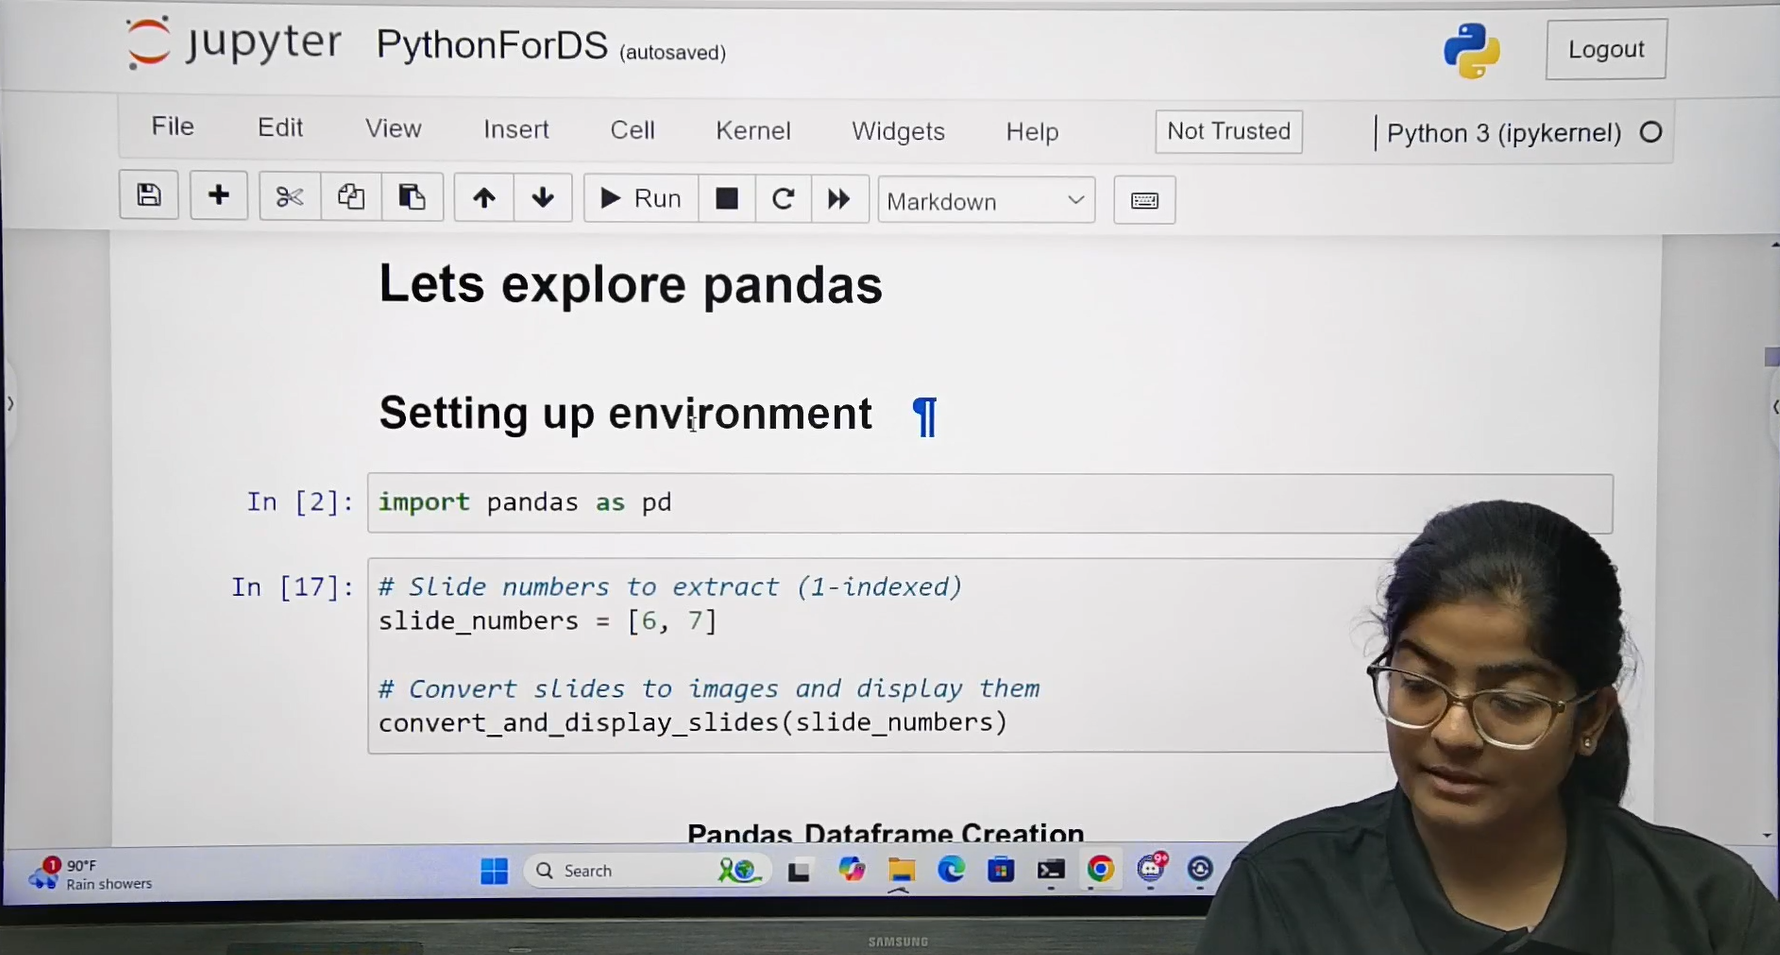 jupyter PythonForDS (autosaved)
Logout
File Edit View Insert Cell Kernel Widgets Help
Not Trusted
Python 3 (ipykernel)
Run
Markdown
Lets explore pandas
Setting up environment ¶
In [2]: import pandas as pd
In [17]: # Slide numbers to extract (1-indexed)
slide_numbers = [6, 7]
# Convert slides to images and display them
convert_and_display_slides(slide_numbers)
Pandas Dataframe Creation
1
90°F
Rain showers
Search
9+
SAMSUNG